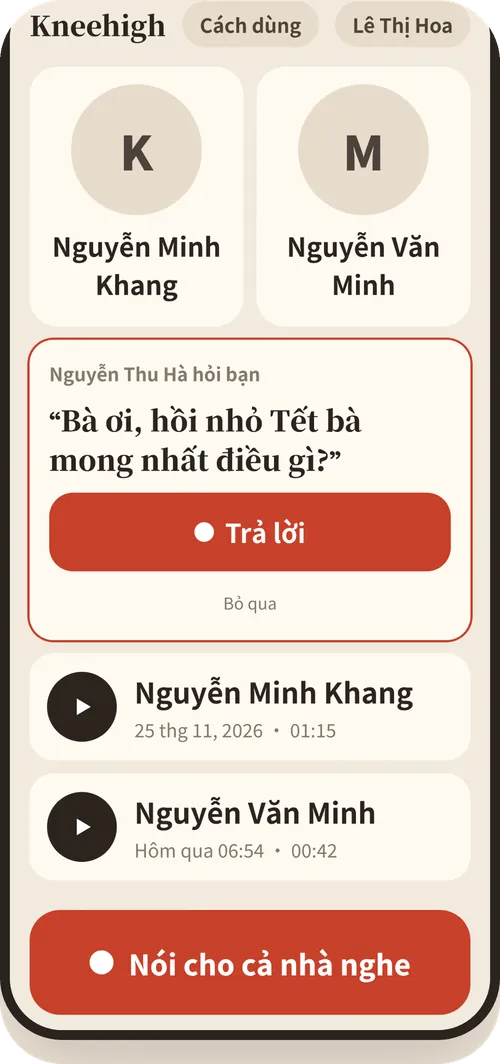 Kneehigh
Cách dùng
Lê Thị Hoa
K
Nguyễn Minh
Khang
M
Nguyễn Văn
Minh
Nguyễn Thu Hà hỏi bạn
“Bà ơi, hồi nhỏ Tết bà
mong nhất điều gì?”
Trả lời
Bỏ qua
Nguyễn Minh Khang
25 thg 11, 2026 • 01:15
Nguyễn Văn Minh
Hôm qua 06:54 • 00:42
Nói cho cả nhà nghe